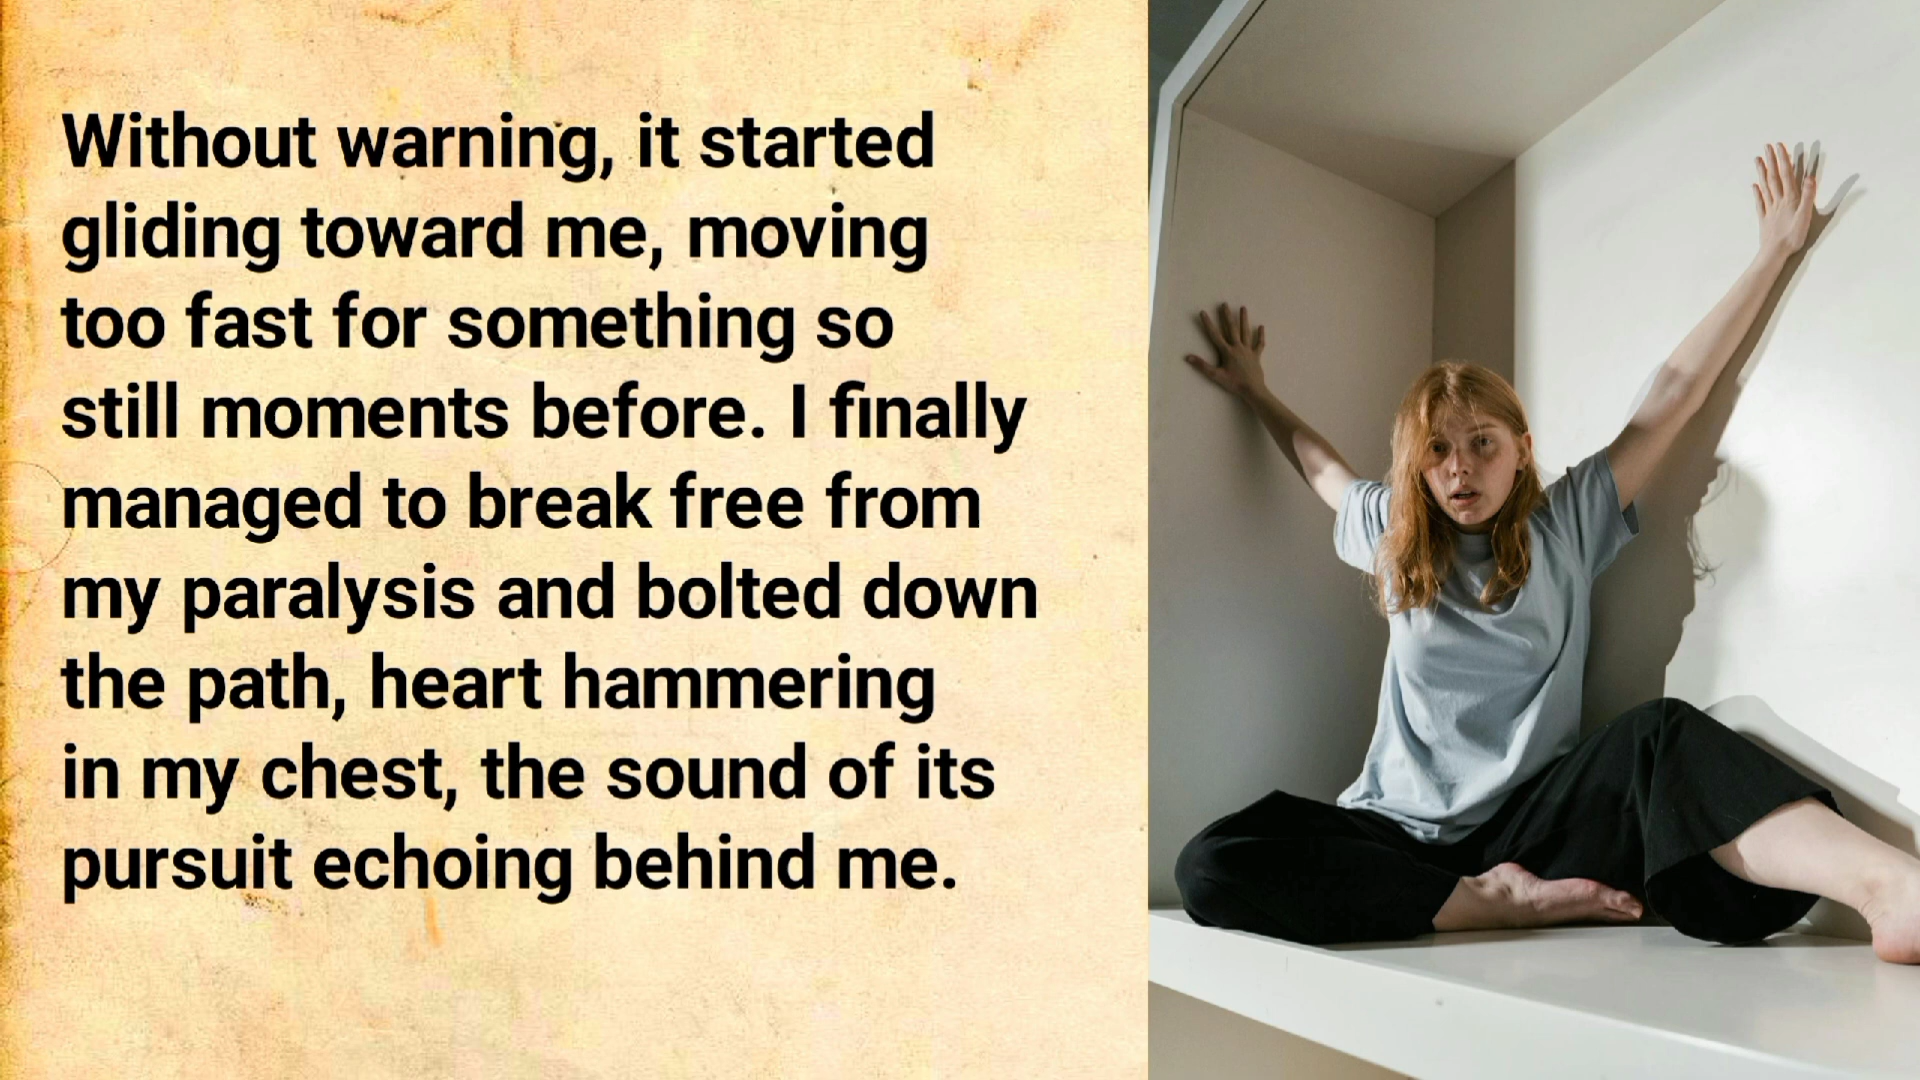 Without warning, it started
gliding toward me, moving
too fast for something so
still moments before. I finally
managed to break free from
my paralysis and bolted down
the path, heart hammering
in my chest, the sound of its
pursuit echoing behind me.